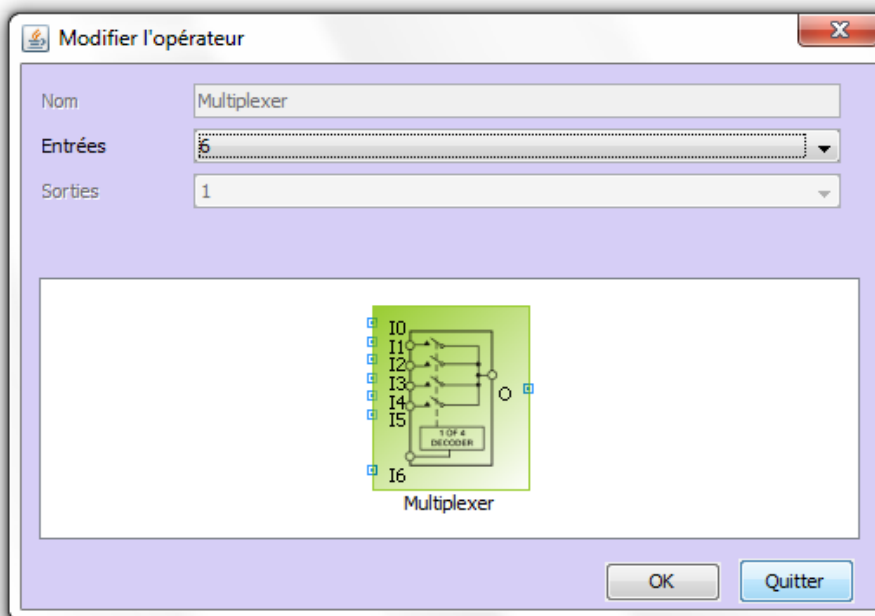 Modifier l'opérateur
Nom Multiplexer
Entrées 6
Sorties 1
I0
I1
I2
I3
O
I4
I5
1 OF 4
DECODER
I6
Multiplexer
OK Quitter